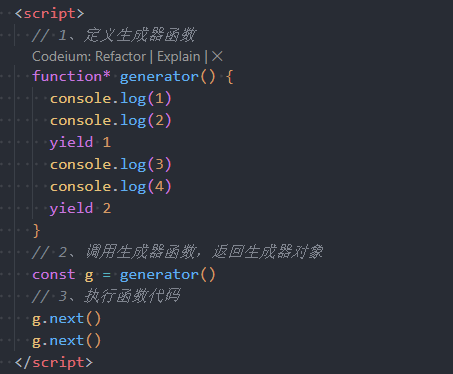 <script>
// 1、定义生成器函数
Codeium: Refactor | Explain | ×
function* generator() {
console.log(1)
console.log(2)
yield 1
console.log(3)
console.log(4)
yield 2
}
// 2、调用生成器函数，返回生成器对象
const g = generator()
// 3、执行函数代码
g.next()
g.next()
</script>